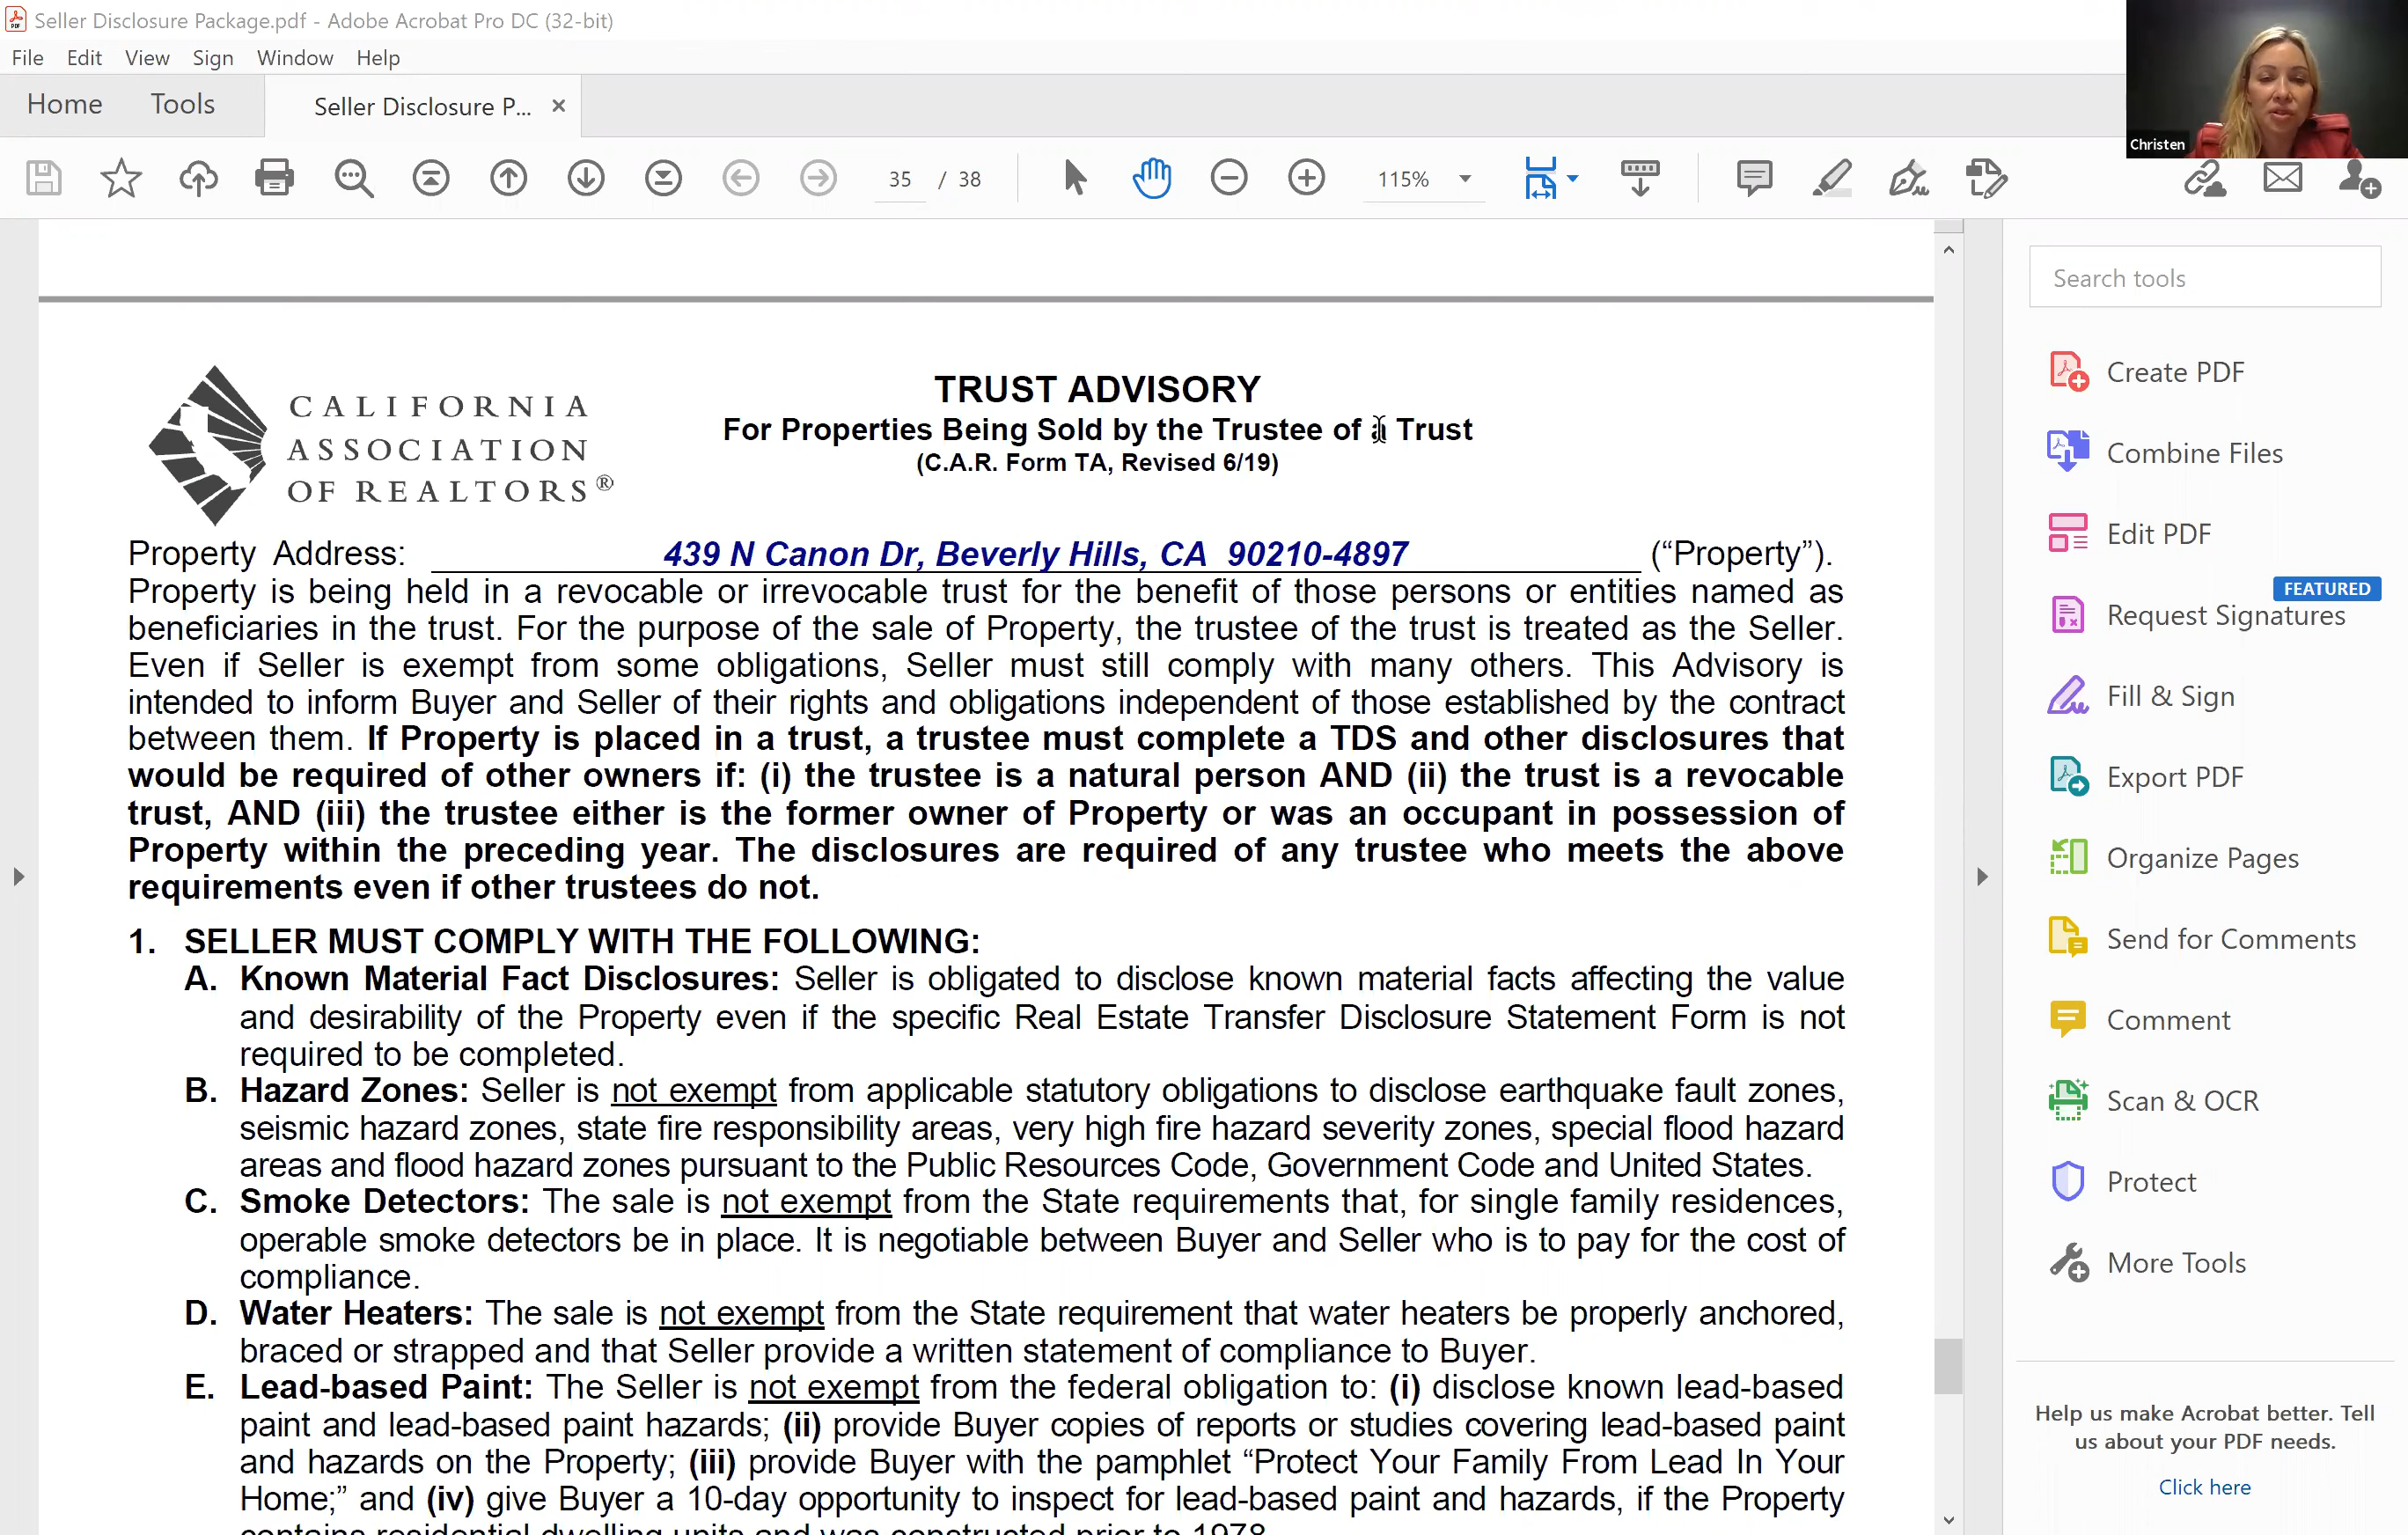 Seller Disclosure Package.pdf - Adobe Acrobat Pro DC (32-bit)
File Edit View Sign Window Help
Home Tools Seller Disclosure P... ×
35 / 38 115%
Christen
CALIFORNIA
ASSOCIATION
OF REALTORS®
TRUST ADVISORY
For Properties Being Sold by the Trustee of a Trust
(C.A.R. Form TA, Revised 6/19)
Property Address: 439 N Canon Dr, Beverly Hills, CA 90210-4897 (“Property”).
Property is being held in a revocable or irrevocable trust for the benefit of those persons or entities named as
beneficiaries in the trust. For the purpose of the sale of Property, the trustee of the trust is treated as the Seller.
Even if Seller is exempt from some obligations, Seller must still comply with many others. This Advisory is
intended to inform Buyer and Seller of their rights and obligations independent of those established by the contract
between them. If Property is placed in a trust, a trustee must complete a TDS and other disclosures that
would be required of other owners if: (i) the trustee is a natural person AND (ii) the trust is a revocable
trust, AND (iii) the trustee either is the former owner of Property or was an occupant in possession of
Property within the preceding year. The disclosures are required of any trustee who meets the above
requirements even if other trustees do not.
1. SELLER MUST COMPLY WITH THE FOLLOWING:
A. Known Material Fact Disclosures: Seller is obligated to disclose known material facts affecting the value
and desirability of the Property even if the specific Real Estate Transfer Disclosure Statement Form is not
required to be completed.
B. Hazard Zones: Seller is not exempt from applicable statutory obligations to disclose earthquake fault zones,
seismic hazard zones, state fire responsibility areas, very high fire hazard severity zones, special flood hazard
areas and flood hazard zones pursuant to the Public Resources Code, Government Code and United States.
C. Smoke Detectors: The sale is not exempt from the State requirements that, for single family residences,
operable smoke detectors be in place. It is negotiable between Buyer and Seller who is to pay for the cost of
compliance.
D. Water Heaters: The sale is not exempt from the State requirement that water heaters be properly anchored,
braced or strapped and that Seller provide a written statement of compliance to Buyer.
E. Lead-based Paint: The Seller is not exempt from the federal obligation to: (i) disclose known lead-based
paint and lead-based paint hazards; (ii) provide Buyer copies of reports or studies covering lead-based paint
and hazards on the Property; (iii) provide Buyer with the pamphlet “Protect Your Family From Lead In Your
Home;” and (iv) give Buyer a 10-day opportunity to inspect for lead-based paint and hazards, if the Property
contains residential dwelling units and was constructed prior to 1978.
Search tools
Create PDF
Combine Files
Edit PDF
FEATURED
Request Signatures
Fill & Sign
Export PDF
Organize Pages
Send for Comments
Comment
Scan & OCR
Protect
More Tools
Help us make Acrobat better. Tell
us about your PDF needs.
Click here